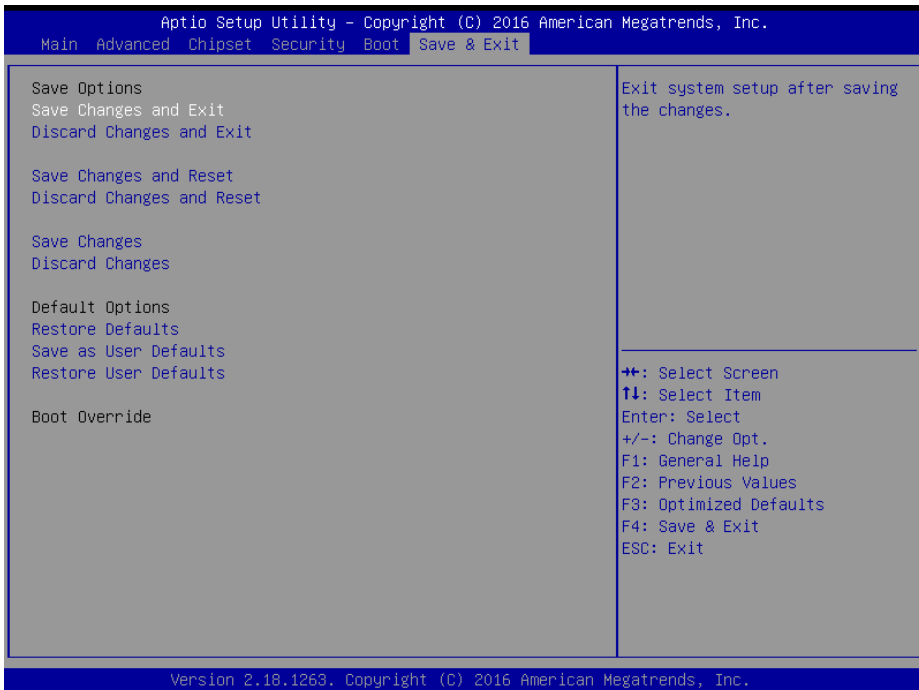 Aptio Setup Utility – Copyright (C) 2016 American Megatrends, Inc.
Main Advanced Chipset Security Boot Save & Exit
Save Options
Save Changes and Exit
Discard Changes and Exit
Save Changes and Reset
Discard Changes and Reset
Save Changes
Discard Changes
Default Options
Restore Defaults
Save as User Defaults
Restore User Defaults
Boot Override
Exit system setup after saving
the changes.
→←: Select Screen
↑↓: Select Item
Enter: Select
+/-: Change Opt.
F1: General Help
F2: Previous Values
F3: Optimized Defaults
F4: Save & Exit
ESC: Exit
Version 2.18.1263. Copyright (C) 2016 American Megatrends, Inc.